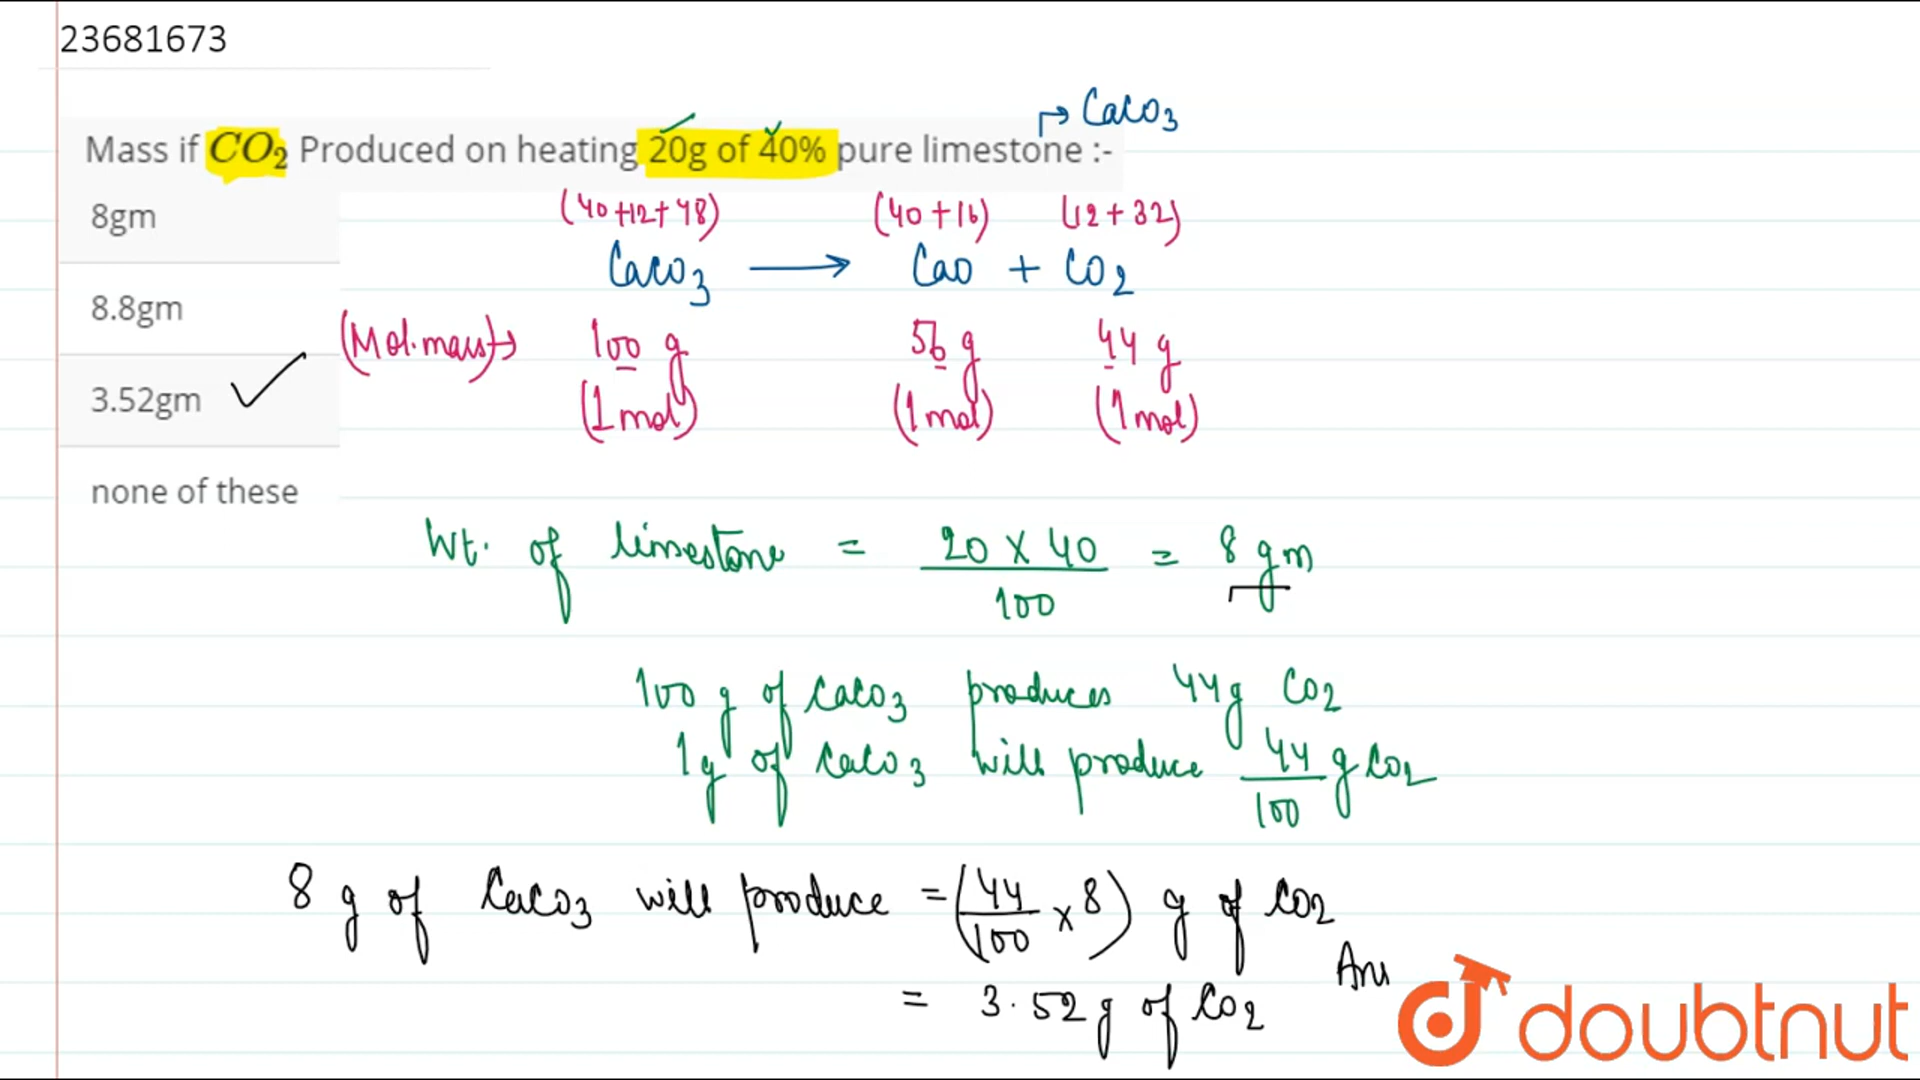 23681673
→ CaCO3
Mass if CO2 Produced on heating 20g of 40% pure limestone :-
8gm
8.8gm
3.52gm ✓
none of these
(40+12+48) (40+16) (12+32)
CaCO3 ⟶ CaO + CO2
(Mol.mass)→ 100 g 56 g 44 g
(1 mol) (1 mol) (1 mol)
Wt. of limestone = 20 x 40 / 100 = 8 gm
100 g of CaCO3 produces 44g CO2
1g of CaCO3 will produce 44/100 g CO2
8 g of CaCO3 will produce = (44/100 x 8) g of CO2
= 3.52 g of CO2 Ans
doubtnut